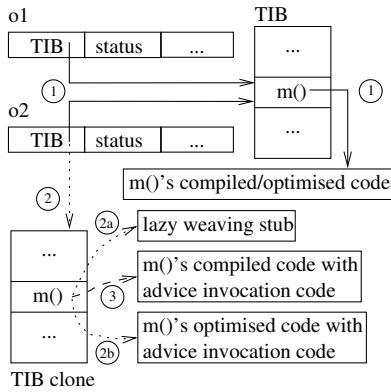 o1
TIB
TIB status ...
...
1
m()
1
o2
TIB status ...
...
m()'s compiled/optimised code
2
2a
lazy weaving stub
...
m()
3
m()'s compiled code with
advice invocation code
...
2b
m()'s optimised code with
advice invocation code
TIB clone